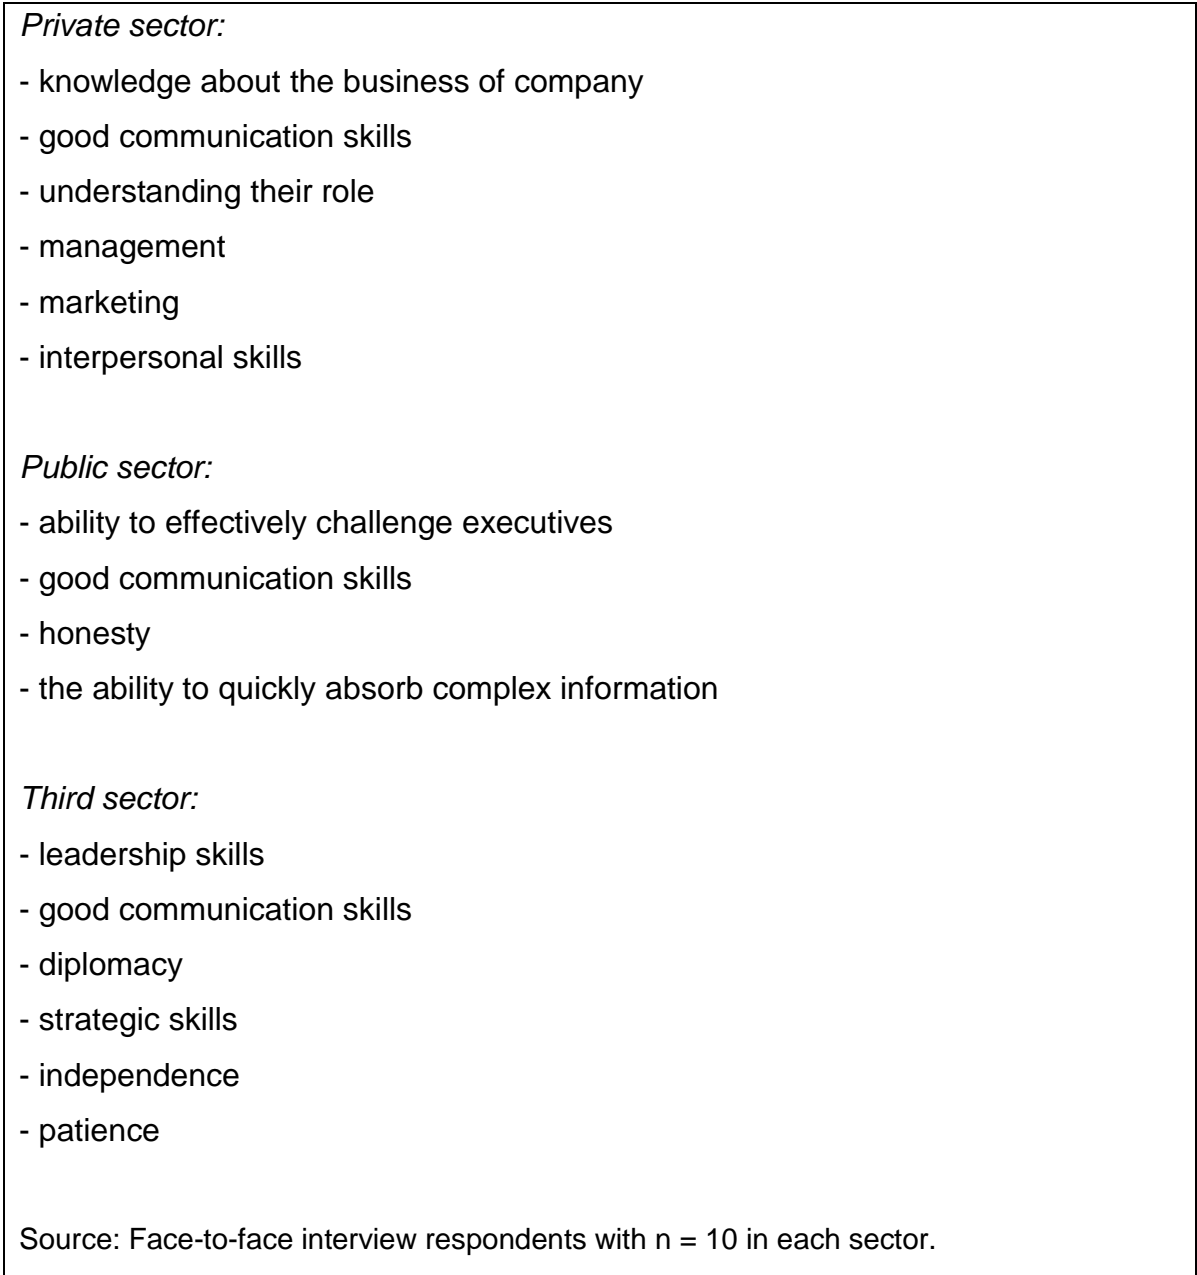 Private sector:
- knowledge about the business of company
- good communication skills
- understanding their role
- management
- marketing
- interpersonal skills
Public sector:
- ability to effectively challenge executives
- good communication skills
- honesty
- the ability to quickly absorb complex information
Third sector:
- leadership skills
- good communication skills
- diplomacy
- strategic skills
- independence
- patience
Source: Face-to-face interview respondents with n = 10 in each sector.